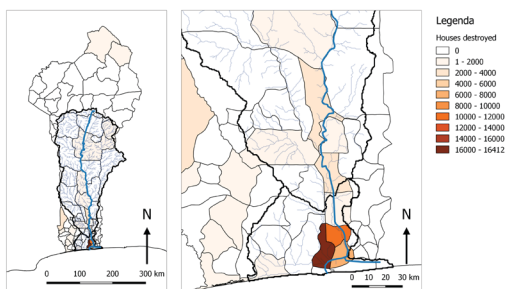 N
0 100 200 300 km
N
0 10 20 30 km
Legenda
Houses destroyed
0
1 - 2000
2000 - 4000
4000 - 6000
6000 - 8000
8000 - 10000
10000 - 12000
12000 - 14000
14000 - 16000
16000 - 16412